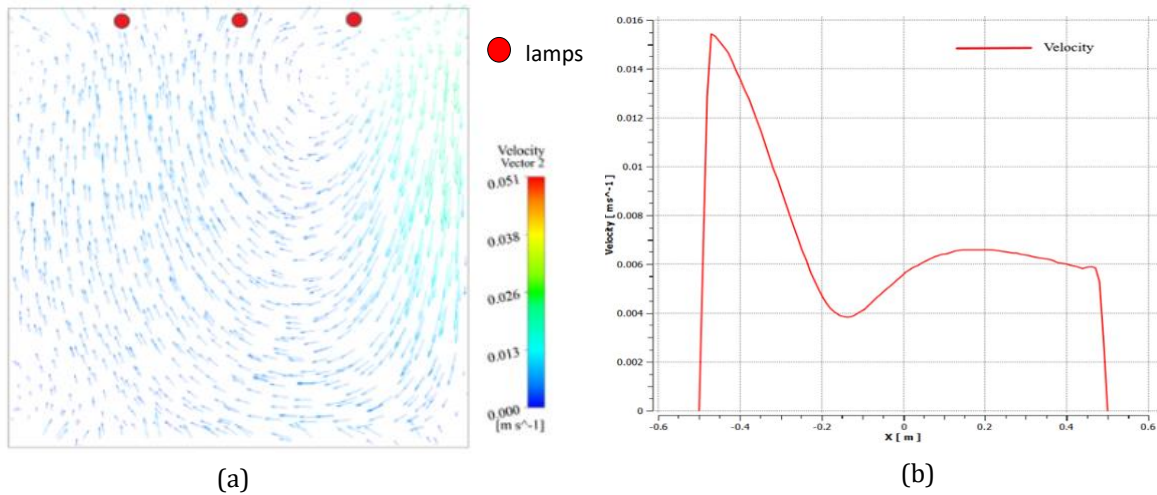 lamps
Velocity
Vector 2
0.051
0.038
0.026
0.013
0.000
[m s^-1]
(a)
0.016
0.014
0.012
0.01
0.008
0.006
0.004
0.002
0
Velocity [ ms^-1 ]
Velocity
-0.6
-0.4
-0.2
0
0.2
0.4
0.6
X [ m ]
(b)